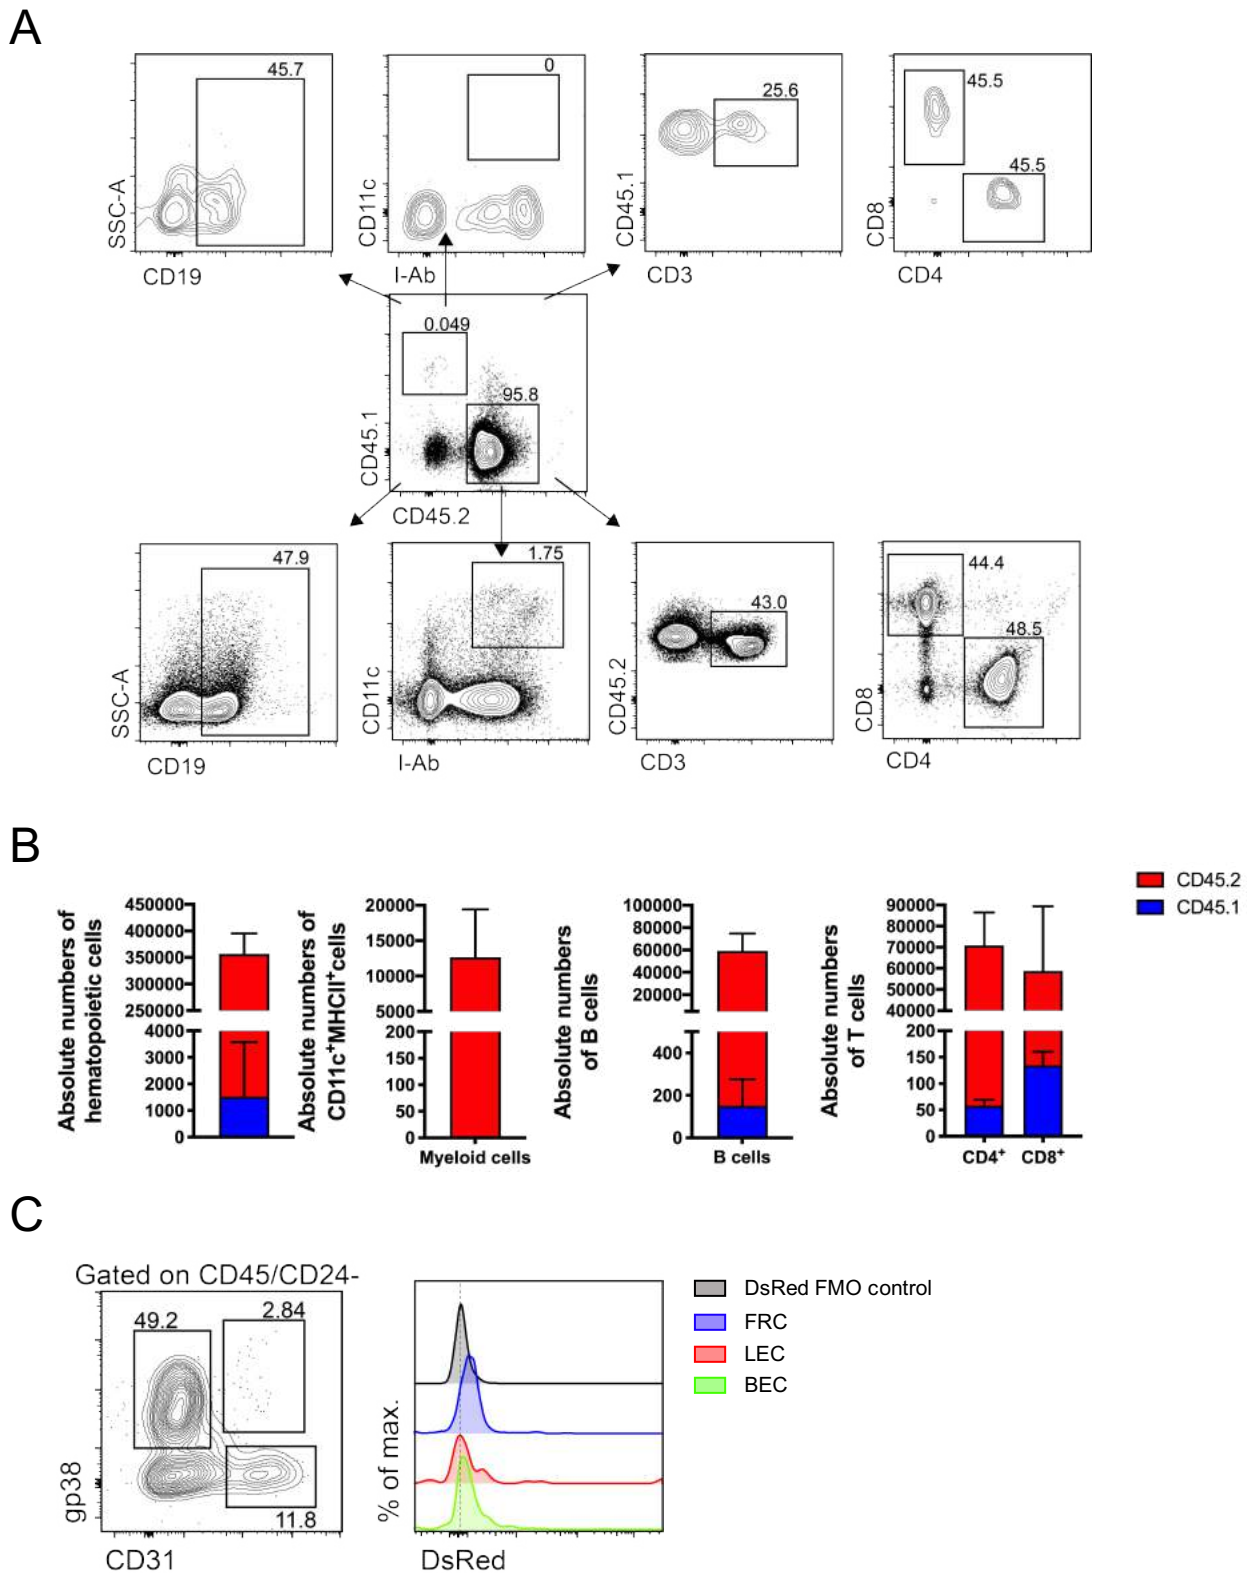 A
45.7
SSC-A
CD19
0
CD11c
I-Ab
25.6
CD45.1
CD3
45.5
45.5
CD8
CD4
0.049
95.8
CD45.1
CD45.2
47.9
SSC-A
CD19
1.75
CD11c
I-Ab
43.0
CD45.2
CD3
44.4
48.5
CD8
CD4
B
Absolute numbers of
hematopoietic cells
450000
400000
350000
300000
250000
4000
3000
2000
1000
0
Absolute numbers of
CD11c⁺MHCII⁺cells
20000
15000
10000
5000
200
150
100
50
0
Myeloid cells
Absolute numbers
of B cells
100000
80000
60000
40000
20000
400
200
0
B cells
Absolute numbers
of T cells
90000
80000
70000
60000
50000
40000
200
150
100
50
0
CD4⁺ CD8⁺
CD45.2
CD45.1
C
Gated on CD45/CD24-
49.2
2.84
11.8
gp38
CD31
% of max.
DsRed
DsRed FMO control
FRC
LEC
BEC